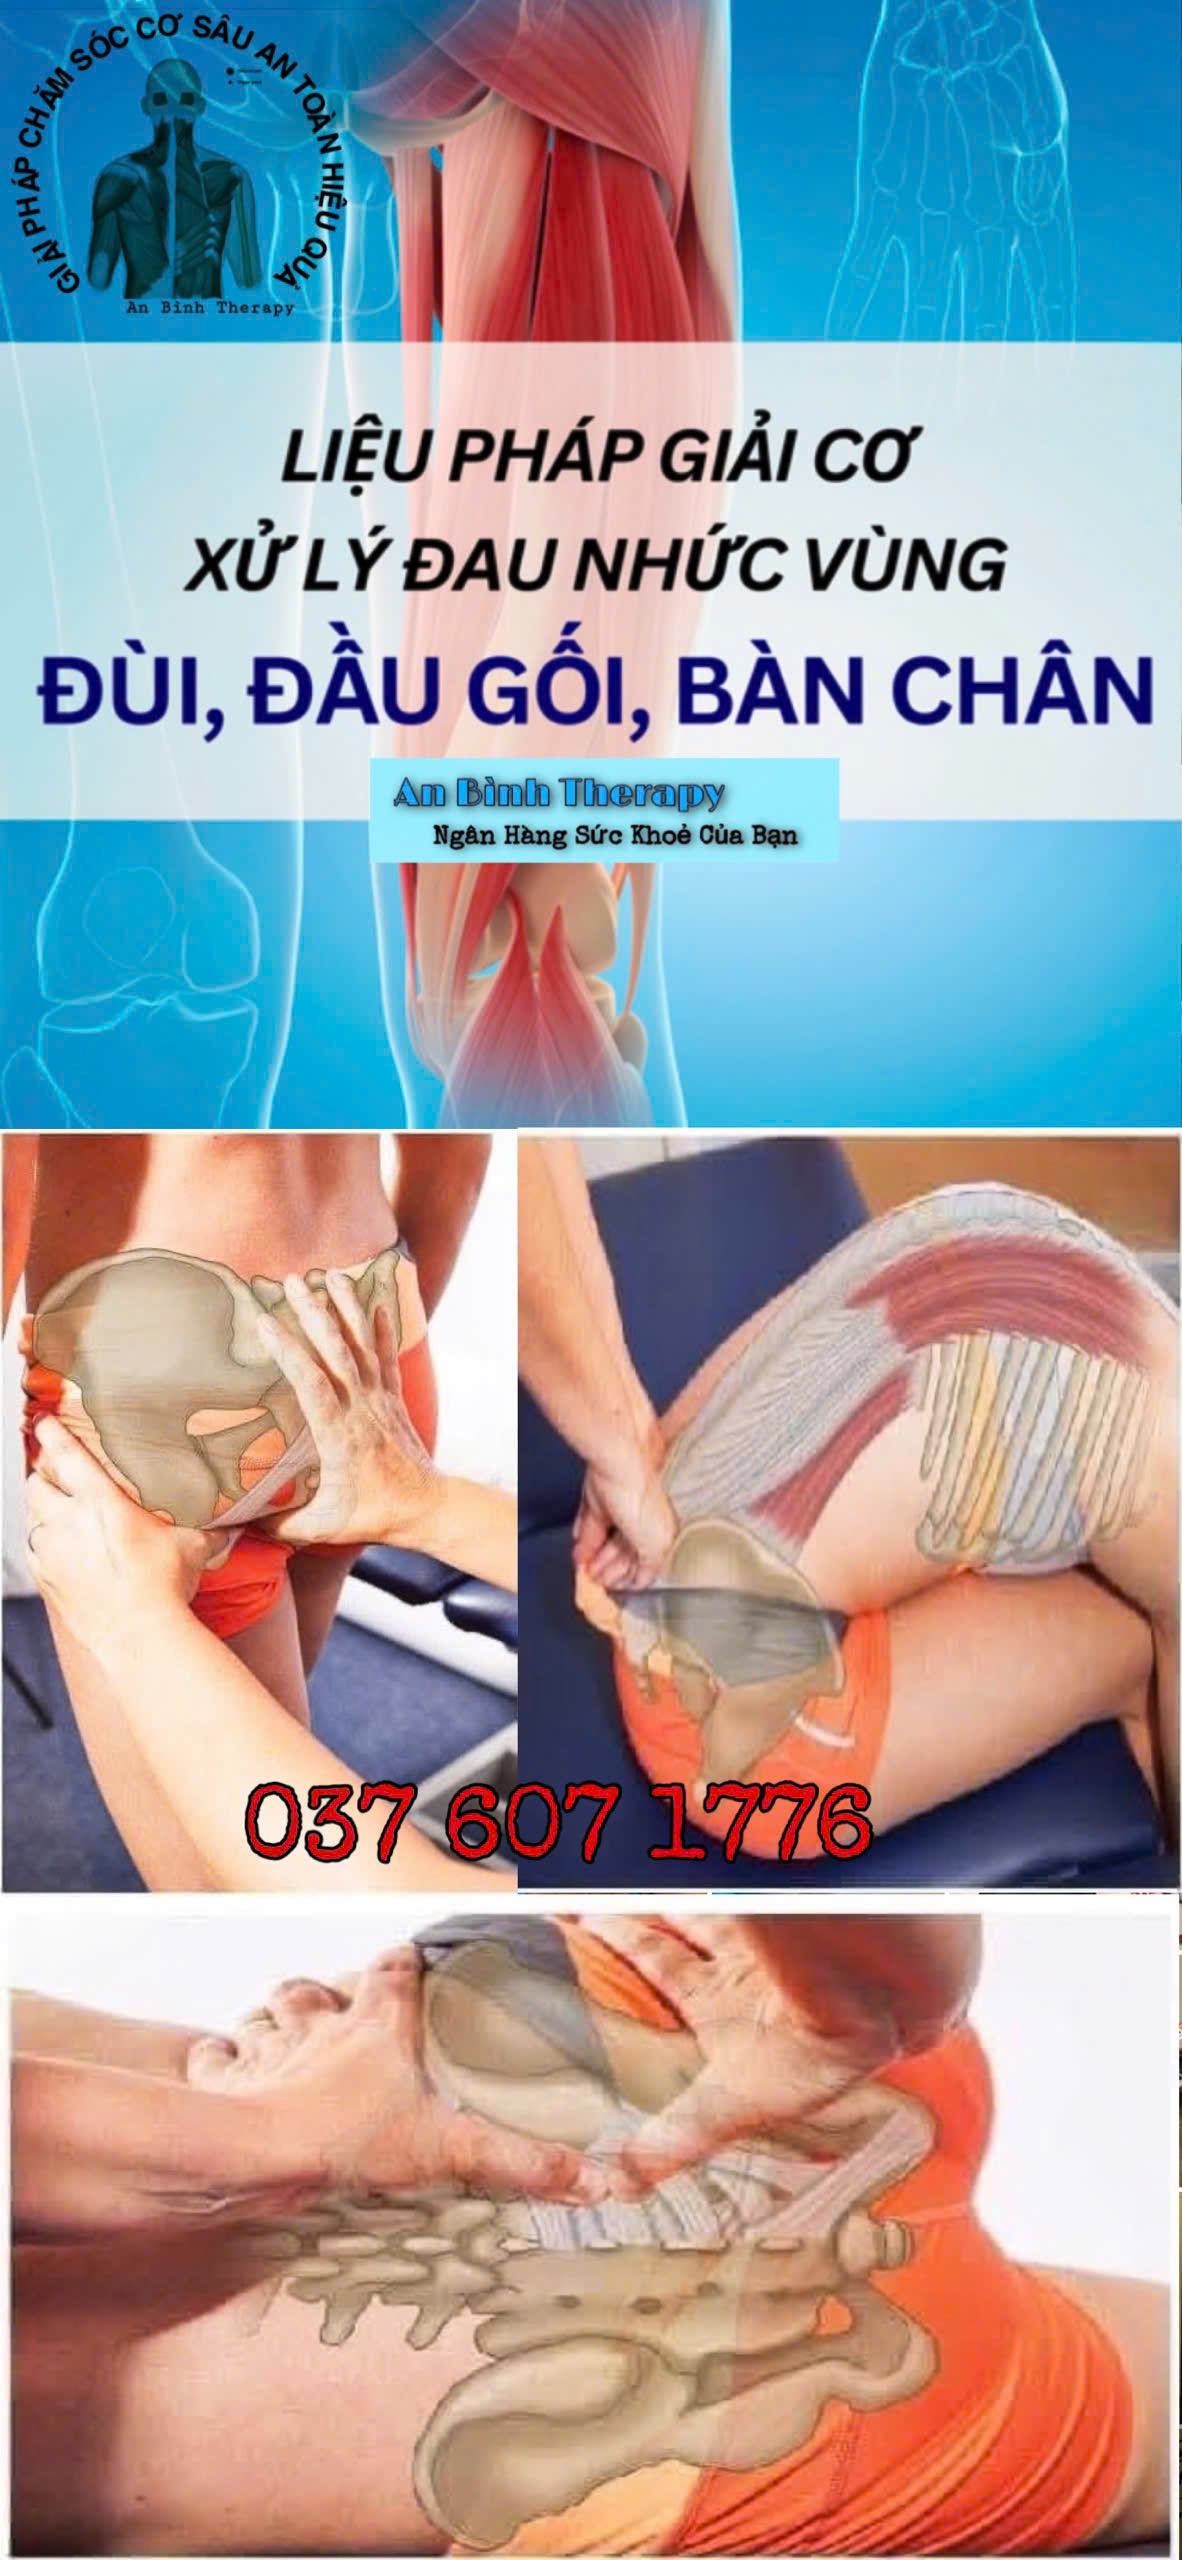 GIẢI PHÁP CHĂM SÓC CƠ SÂU AN TOÀN HIỆU QUẢ
An Bình Therapy
LIỆU PHÁP GIẢI CƠ
XỬ LÝ ĐAU NHỨC VÙNG
ĐÙI, ĐẦU GỐI, BÀN CHÂN
An Bình Therapy
Ngân Hàng Sức Khoẻ Của Bạn
037 607 1776